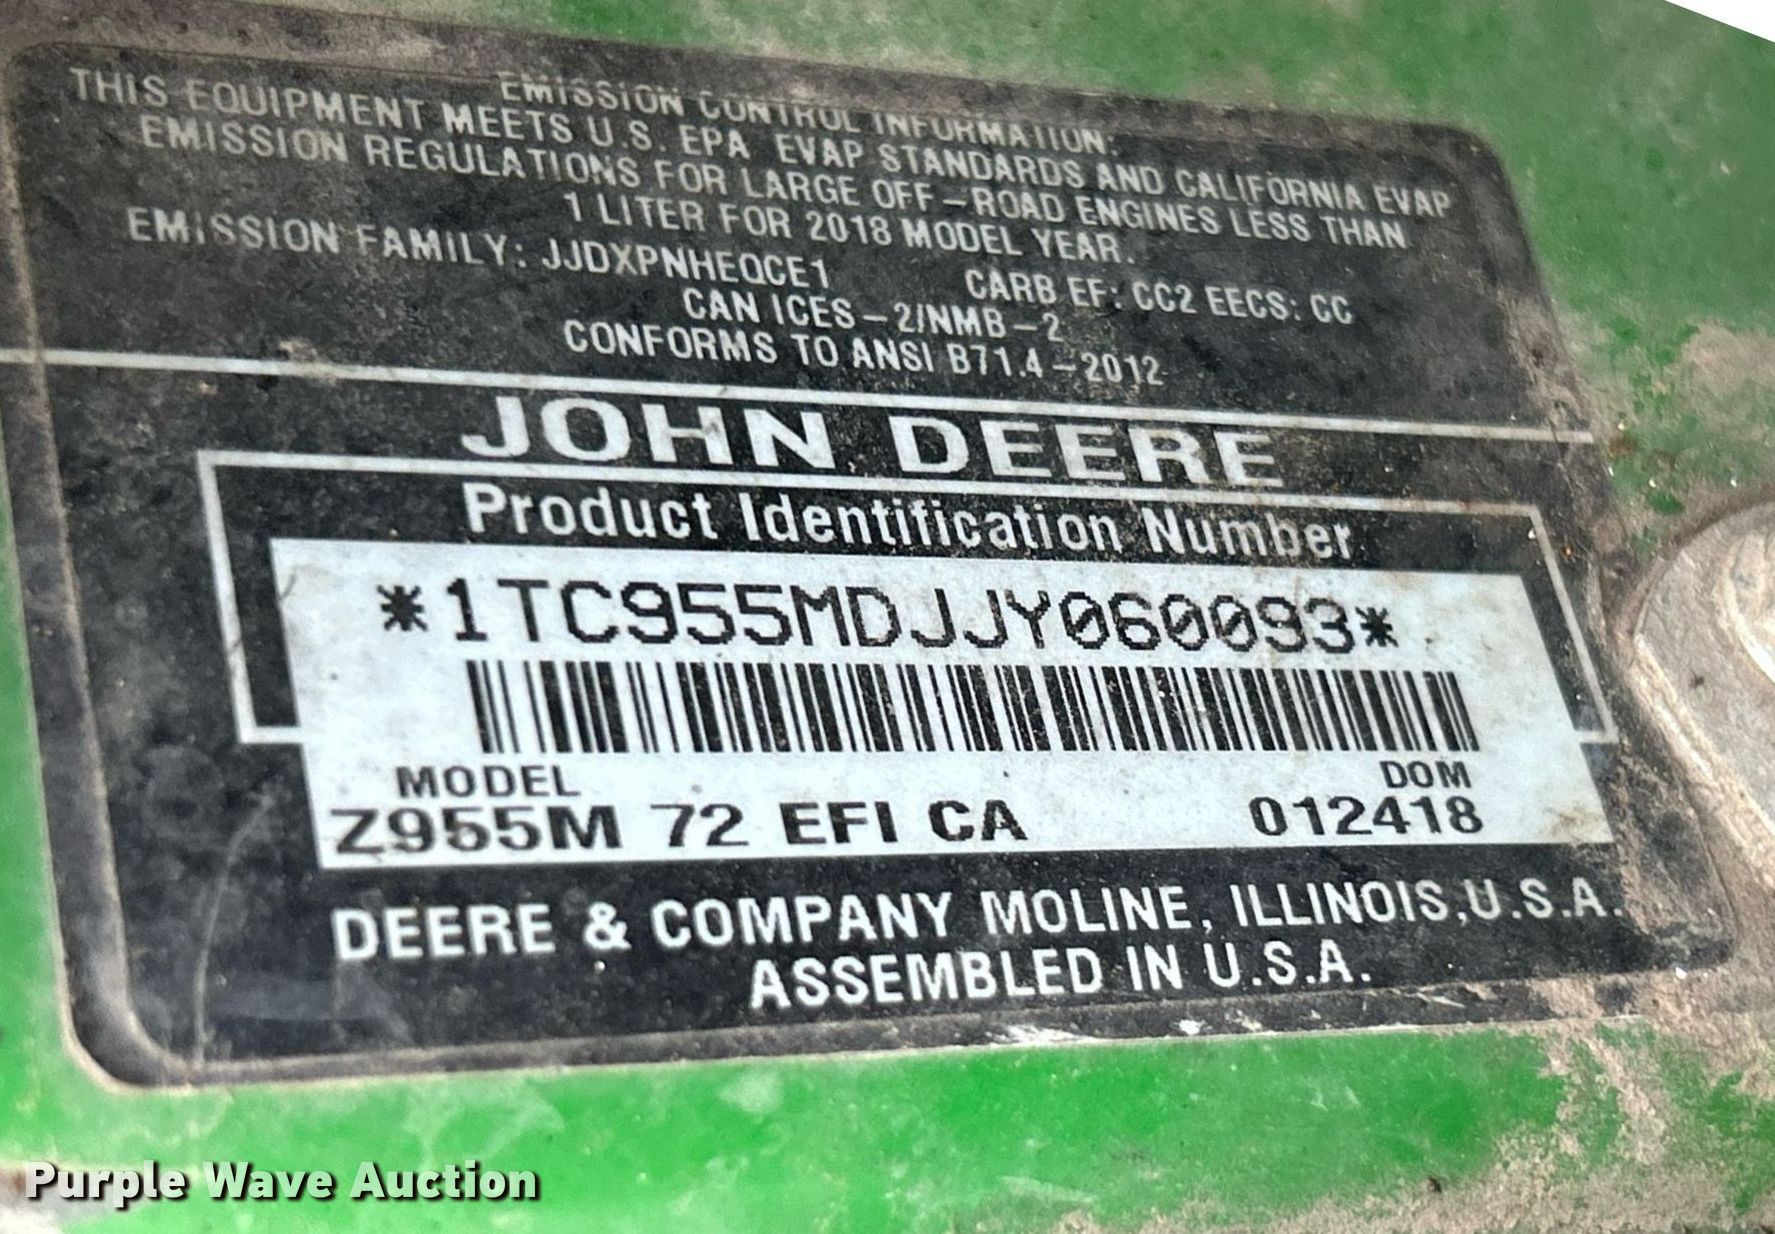 EMISSION CONTROL INFORMATION:
THIS EQUIPMENT MEETS U.S. EPA EVAP STANDARDS AND CALIFORNIA EVAP
EMISSION REGULATIONS FOR LARGE OFF-ROAD ENGINES LESS THAN
1 LITER FOR 2018 MODEL YEAR.
EMISSION FAMILY: JJDXPNHEQCE1 CARB EF: CC2 EECS: CC
CAN ICES-2/NMB-2
CONFORMS TO ANSI B71.4-2012
JOHN DEERE
Product Identification Number
*1TC955MDJJY060093*
MODEL DOM
Z955M 72 EFI CA 012418
DEERE & COMPANY MOLINE, ILLINOIS, U.S.A.
ASSEMBLED IN U.S.A.
Purple Wave Auction